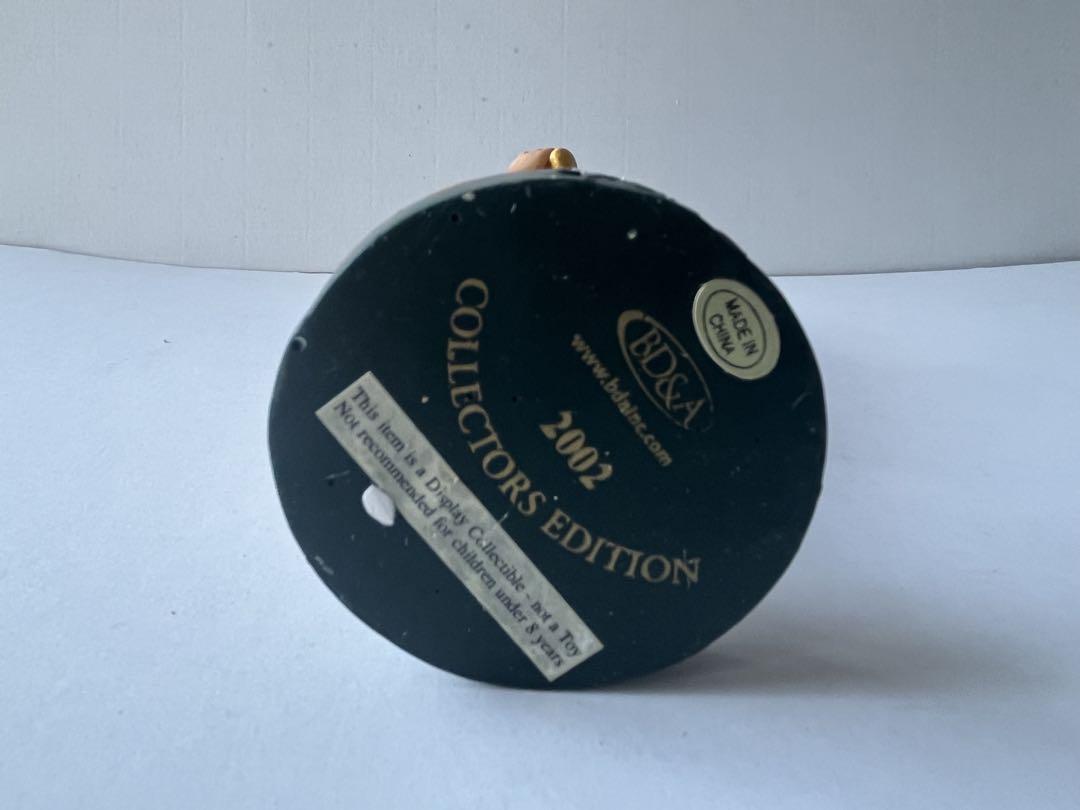 MADE IN
CHINA
BD&A
www.bdainc.com
2002
COLLECTORS EDITION
This item is a Display Collectible - not a Toy
Not recommended for children under 8 years